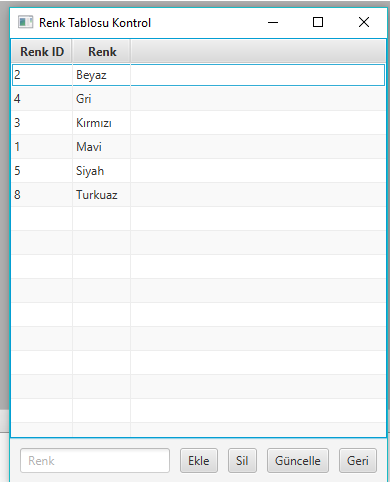 Renk Tablosu Kontrol
Renk ID Renk
2 Beyaz
4 Gri
3 Kırmızı
1 Mavi
5 Siyah
8 Turkuaz
Renk Ekle Sil Güncelle Geri